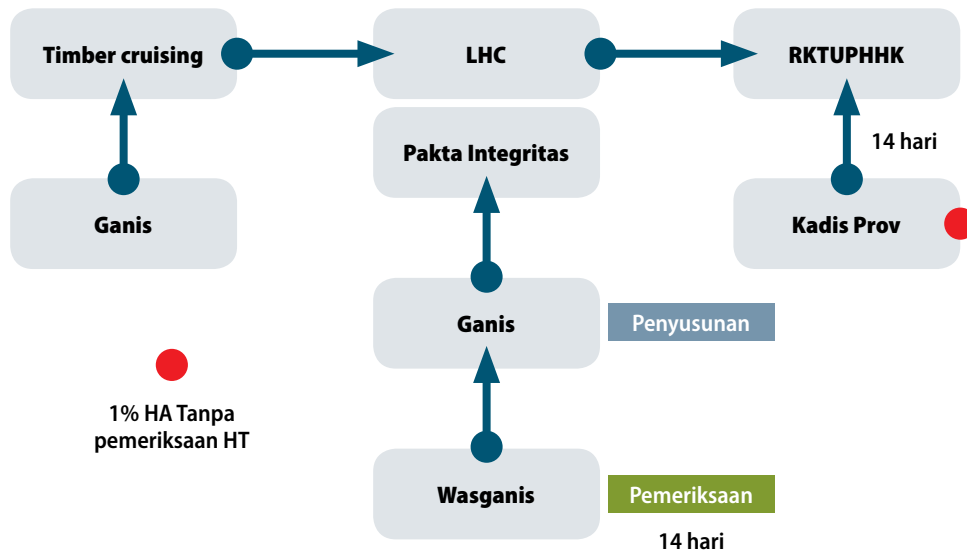 Timber cruising
LHC
RKTUPHHK
Pakta Integritas
14 hari
Ganis
Kadis Prov
Ganis
Penyusunan
1% HA Tanpa
pemeriksaan HT
Wasganis
Pemeriksaan
14 hari